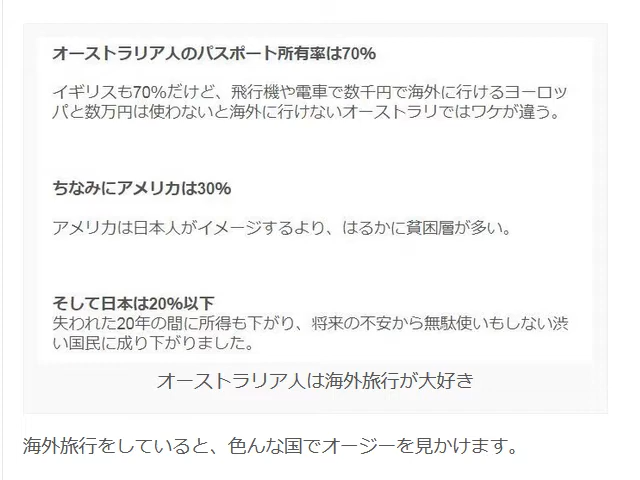 オーストラリア人のパスポート所有率は70%
イギリスも70%だけど、飛行機や電車で数千円で海外に行けるヨーロッ
パと数万円は使わないと海外に行けないオーストラリではワケが違う。
ちなみにアメリカは30%
アメリカは日本人がイメージするより、はるかに貧困層が多い。
そして日本は20%以下
失われた20年の間に所得も下がり、将来の不安から無駄使いもしない渋
い国民に成り下がりました。
オーストラリア人は海外旅行が大好き
海外旅行をしていると、色んな国でオージーを見かけます。